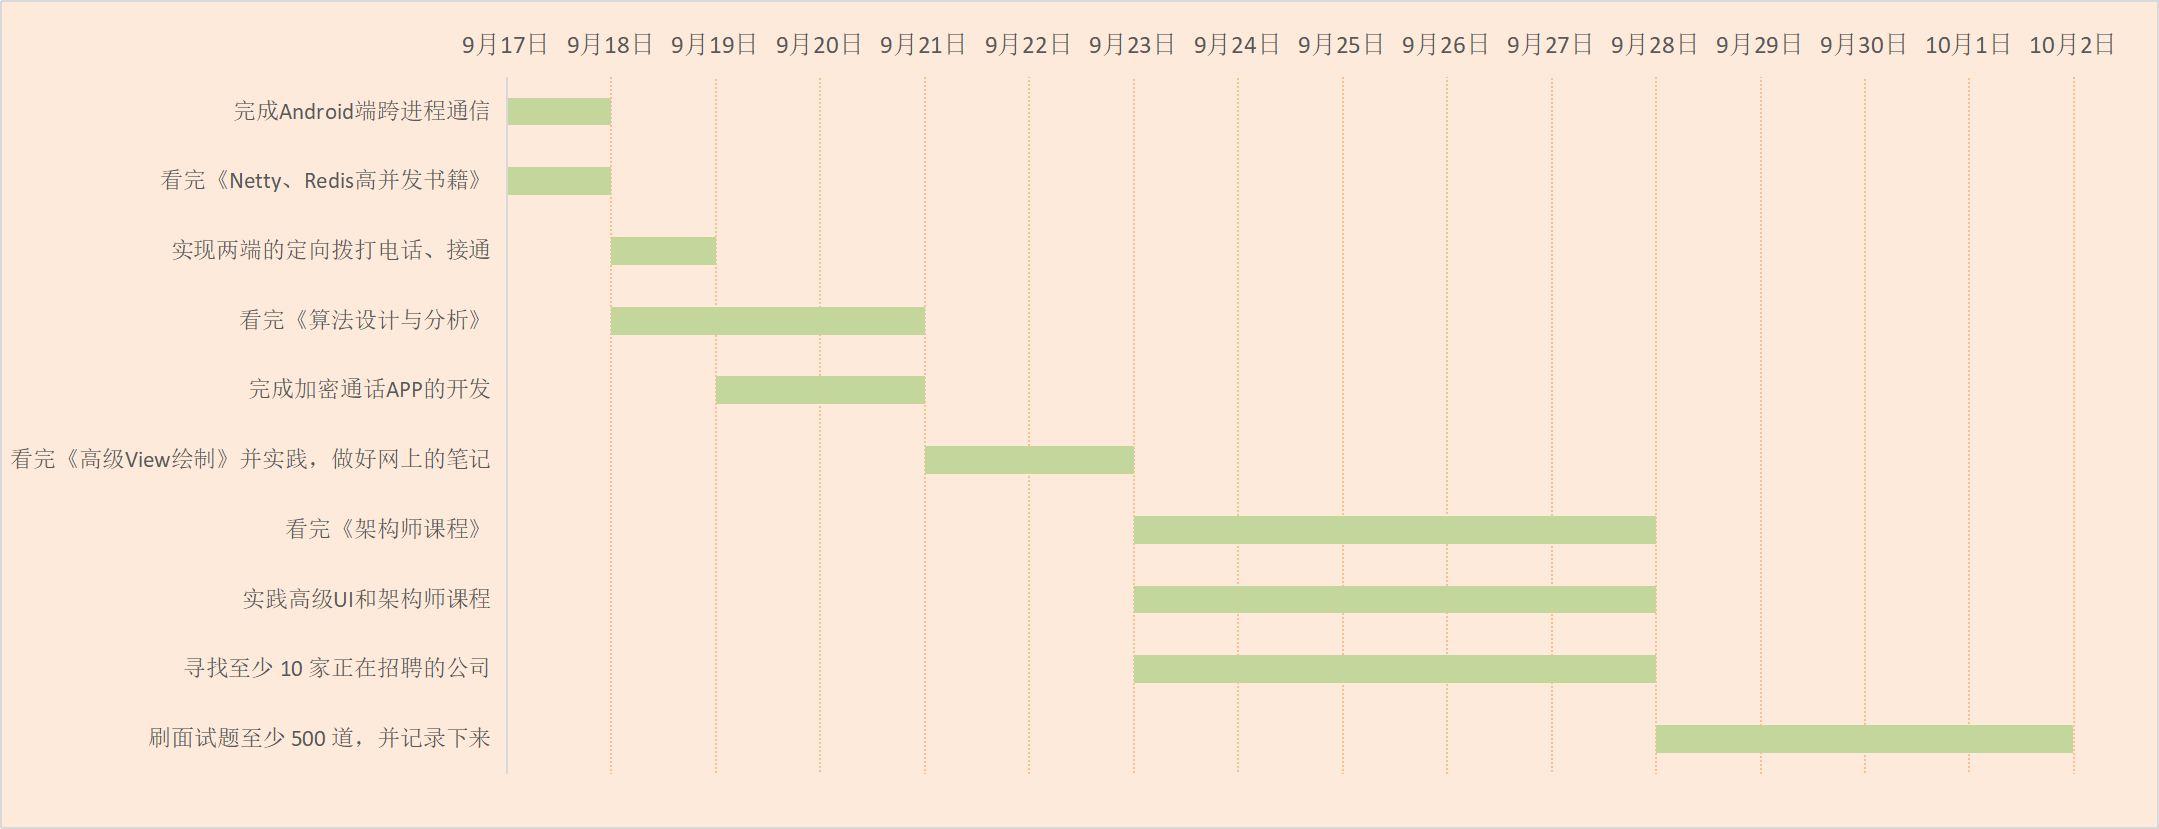 9月17日 9月18日 9月19日 9月20日 9月21日 9月22日 9月23日 9月24日 9月25日 9月26日 9月27日 9月28日 9月29日 9月30日 10月1日 10月2日
完成Android端跨进程通信
看完《Netty、Redis高并发书籍》
实现两端的定向拨打电话、接通
看完《算法设计与分析》
完成加密通话APP的开发
看完《高级View绘制》并实践，做好网上的笔记
看完《架构师课程》
实践高级UI和架构师课程
寻找至少 10 家正在招聘的公司
刷面试题至少 500 道，并记录下来